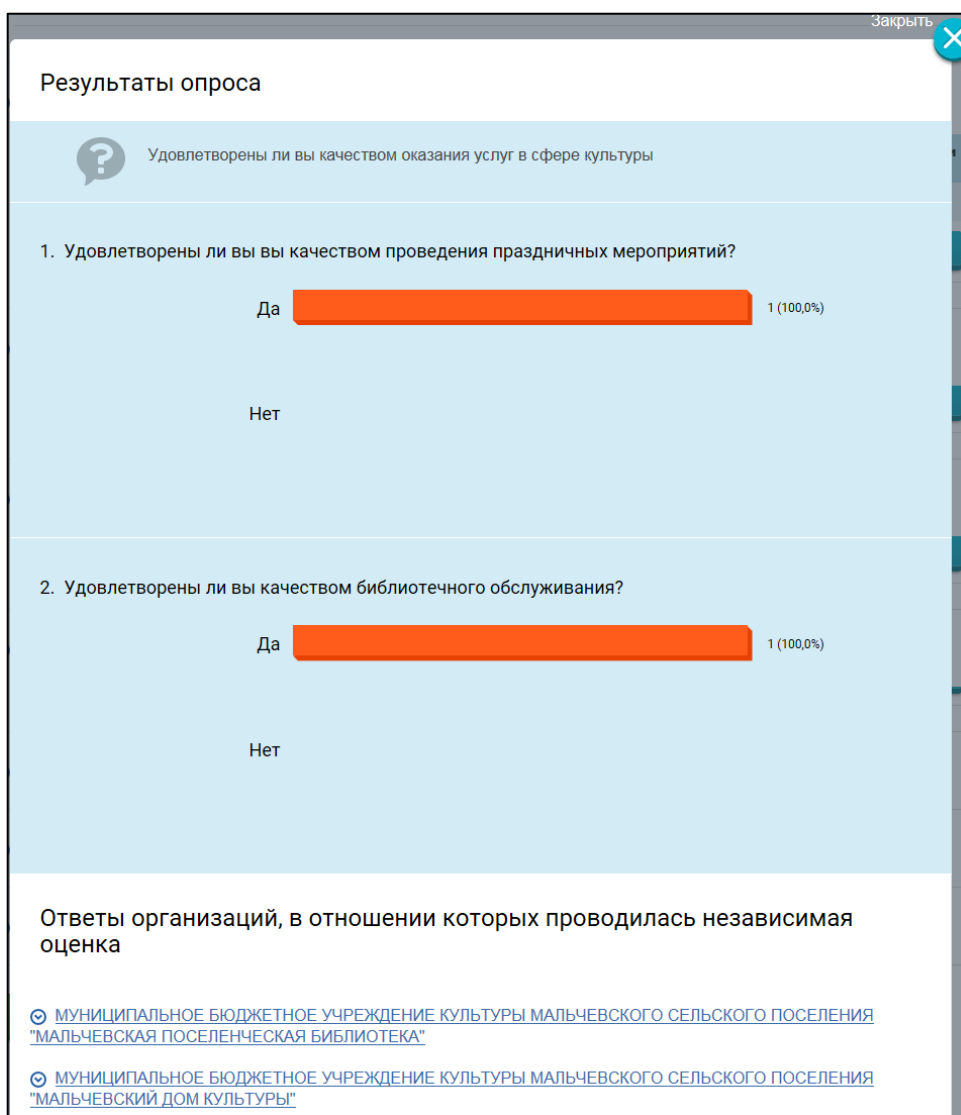 Закрыть
Результаты опроса
Удовлетворены ли вы качеством оказания услуг в сфере культуры
1. Удовлетворены ли вы вы качеством проведения праздничных мероприятий?
Да 1 (100,0%)
Нет
2. Удовлетворены ли вы качеством библиотечного обслуживания?
Да 1 (100,0%)
Нет
Ответы организаций, в отношении которых проводилась независимая
оценка
МУНИЦИПАЛЬНОЕ БЮДЖЕТНОЕ УЧРЕЖДЕНИЕ КУЛЬТУРЫ МАЛЬЧЕВСКОГО СЕЛЬСКОГО ПОСЕЛЕНИЯ
"МАЛЬЧЕВСКАЯ ПОСЕЛЕНЧЕСКАЯ БИБЛИОТЕКА"
МУНИЦИПАЛЬНОЕ БЮДЖЕТНОЕ УЧРЕЖДЕНИЕ КУЛЬТУРЫ МАЛЬЧЕВСКОГО СЕЛЬСКОГО ПОСЕЛЕНИЯ
"МАЛЬЧЕВСКИЙ ДОМ КУЛЬТУРЫ"